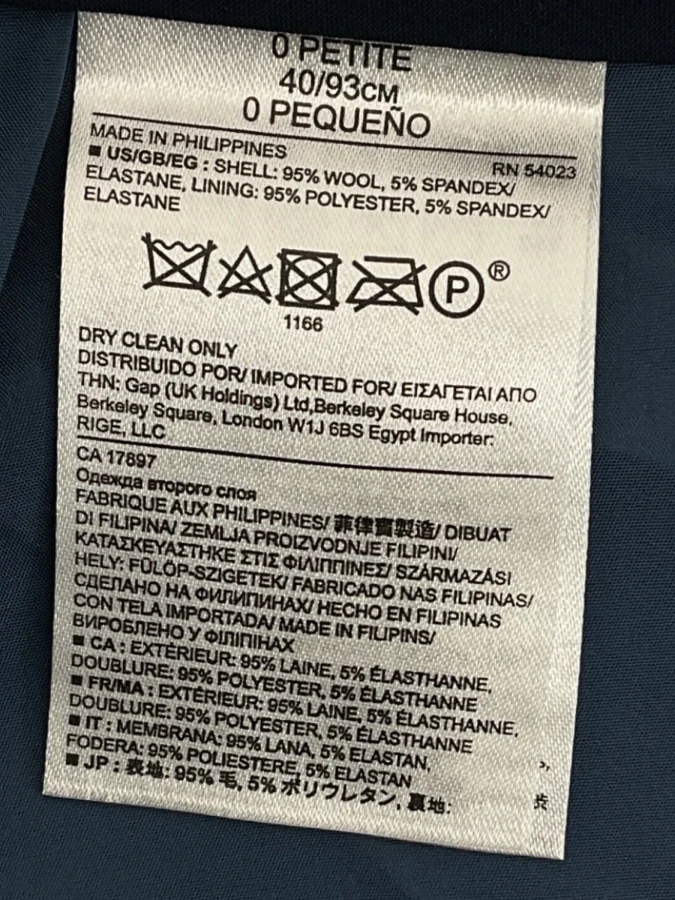 0 PETITE
40/93CM
0 PEQUEÑO
MADE IN PHILIPPINES
RN 54023
■ US/GB/EG : SHELL: 95% WOOL, 5% SPANDEX/
ELASTANE, LINING: 95% POLYESTER, 5% SPANDEX/
ELASTANE
P ®
1166
DRY CLEAN ONLY
DISTRIBUIDO POR/ IMPORTED FOR/ ΕΙΣΑΓΕΤΑΙ ΑΠΟ
THN: Gap (UK Holdings) Ltd,Berkeley Square House,
Berkeley Square, London W1J 6BS Egypt Importer:
RIGE, LLC
CA 17897
Одежда второго слоя
FABRIQUE AUX PHILIPPINES/ 菲律賓製造/ DIBUAT
DI FILIPINA/ ZEMLJA PROIZVODNJE FILIPINI/
ΚΑΤΑΣΚΕΥΑΣΤΗΚΕ ΣΤΙΣ ΦΙΛΙΠΠΙΝΕΣ/ SZÁRMAZÁSI
HELY: FÜLÖP-SZIGETEK/ FABRICADO NAS FILIPINAS/
СДЕЛАНО НА ФИЛИПИНАХ/ HECHO EN FILIPINAS
CON TELA IMPORTADA/ MADE IN FILIPINS/
ВИРОБЛЕНО У ФІЛІПІНАХ
■ CA : EXTÉRIEUR: 95% LAINE, 5% ÉLASTHANNE,
DOUBLURE: 95% POLYESTER, 5% ÉLASTHANNE
■ FR/MA : EXTÉRIEUR: 95% LAINE, 5% ÉLASTHANNE,
DOUBLURE: 95% POLYESTER, 5% ÉLASTHANNE
■ IT : MEMBRANA: 95% LANA, 5% ELASTAN,
FODERA: 95% POLIESTERE, 5% ELASTAN
■ JP : 表地: 95% 毛, 5% ポリウレタン, 裏地: